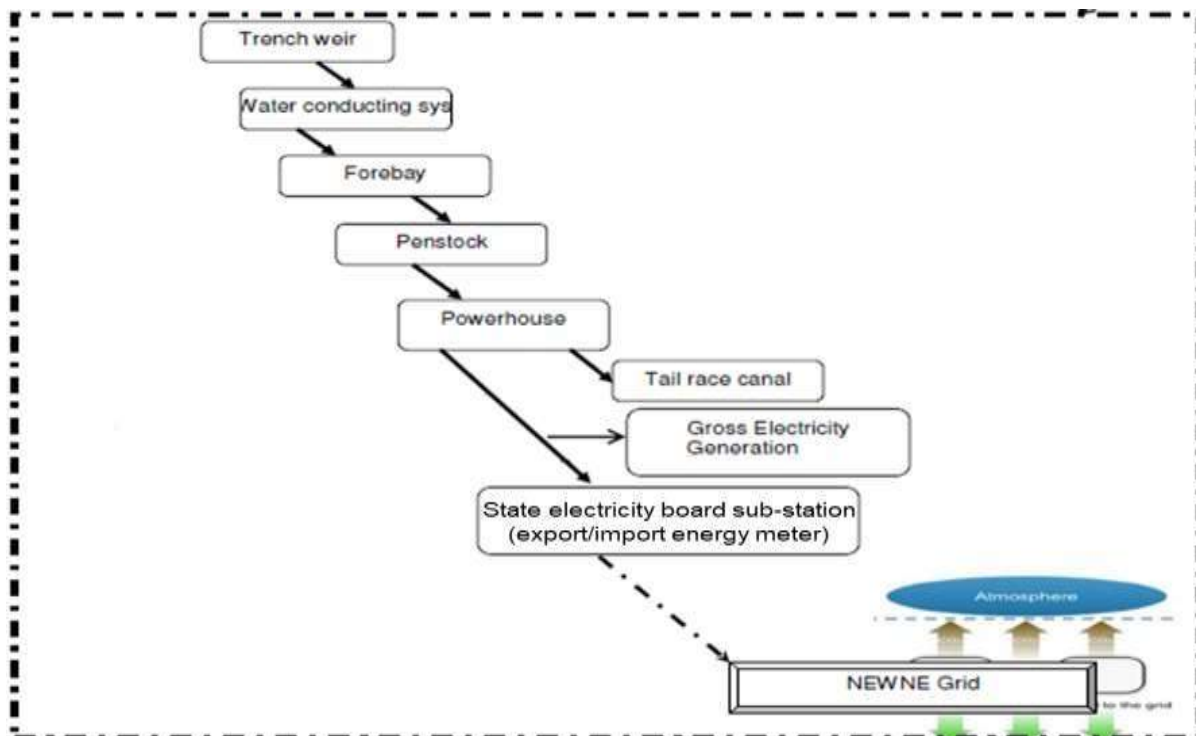 Trench weir
Water conducting sys
Forebay
Penstock
Powerhouse
Tail race canal
Gross Electricity
Generation
State electricity board sub-station
(export/import energy meter)
Atmosphere
NEWNE Grid
to the grid